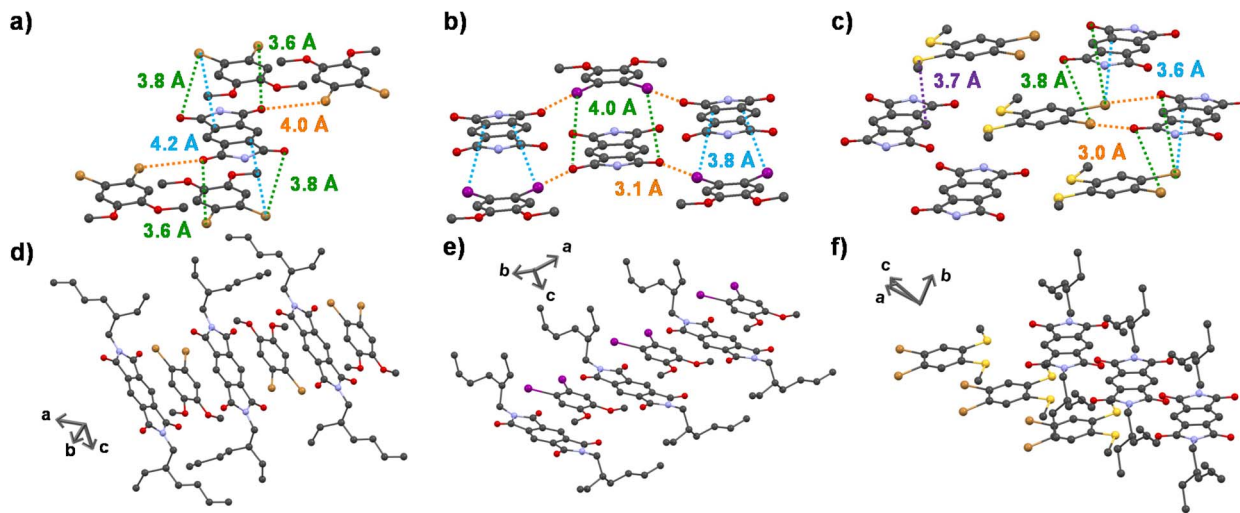 a)
3.6 Å
3.8 Å
4.0 Å
4.2 Å
3.8 Å
3.6 Å
b)
4.0 Å
3.8 Å
3.1 Å
c)
3.7 Å
3.8 Å
3.6 Å
3.0 Å
d)
a
b
c
e)
a
b
c
f)
c
b
a